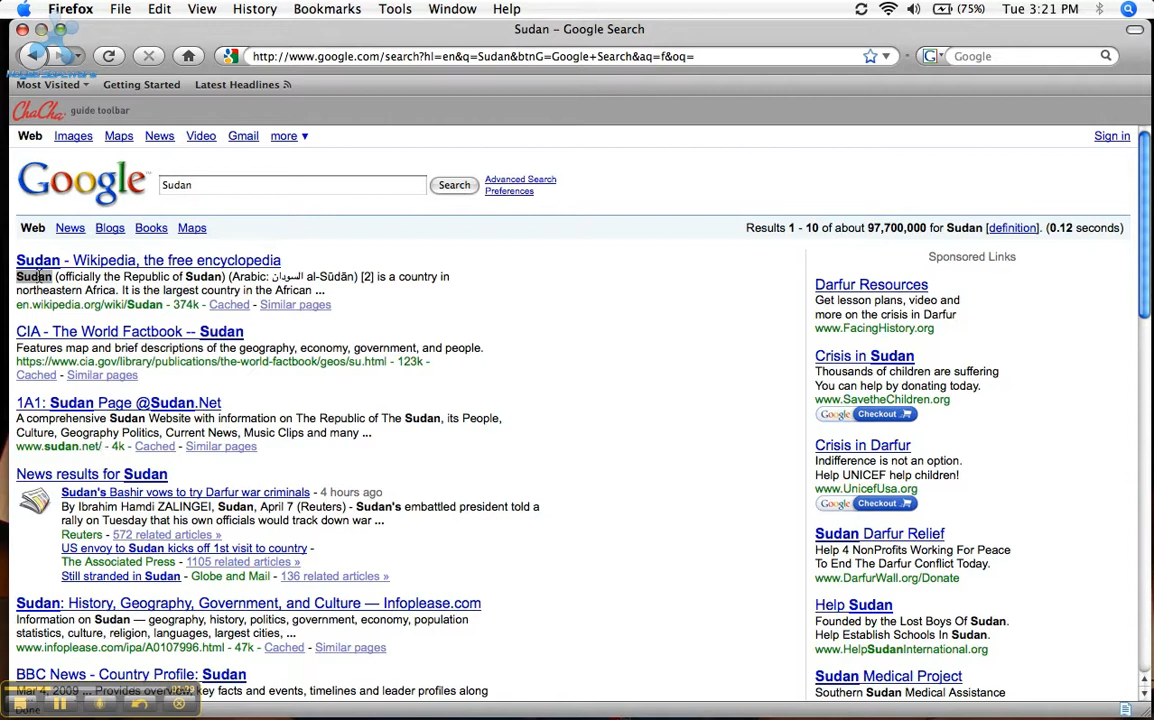 Firefox File Edit View History Bookmarks Tools Window Help (75%) Tue 3:21 PM
Sudan - Google Search
http://www.google.com/search?hl=en&q=Sudan&btnG=Google+Search&aq=f&oq= Google
Most Visited Getting Started Latest Headlines
ChaCha guide toolbar
Web Images Maps News Video Gmail more ▼ Sign in
Google Sudan Search Advanced Search
Preferences
Web News Blogs Books Maps Results 1 - 10 of about 97,700,000 for Sudan [definition]. (0.12 seconds)
Sudan - Wikipedia, the free encyclopedia
Sudan (officially the Republic of Sudan) (Arabic: السودان al-Sūdān) [2] is a country in
northeastern Africa. It is the largest country in the African ...
en.wikipedia.org/wiki/Sudan - 374k - Cached - Similar pages
CIA - The World Factbook -- Sudan
Features map and brief descriptions of the geography, economy, government, and people.
https://www.cia.gov/library/publications/the-world-factbook/geos/su.html - 123k -
Cached - Similar pages
1A1: Sudan Page @Sudan.Net
A comprehensive Sudan Website with information on The Republic of The Sudan, its People,
Culture, Geography Politics, Current News, Music Clips and many ...
www.sudan.net/ - 4k - Cached - Similar pages
News results for Sudan
Sudan's Bashir vows to try Darfur war criminals - 4 hours ago
By Ibrahim Hamdi ZALINGEI, Sudan, April 7 (Reuters) - Sudan's embattled president told a
rally on Tuesday that his own officials would track down war ...
Reuters - 572 related articles »
US envoy to Sudan kicks off 1st visit to country -
The Associated Press - 1105 related articles »
Still stranded in Sudan - Globe and Mail - 136 related articles »
Sudan: History, Geography, Government, and Culture — Infoplease.com
Information on Sudan — geography, history, politics, government, economy, population
statistics, culture, religion, languages, largest cities, ...
www.infoplease.com/ipa/A0107996.html - 47k - Cached - Similar pages
BBC News - Country Profile: Sudan
Mar 4, 2009 ... Provides overview, key facts and events, timelines and leader profiles along
Done
Sponsored Links
Darfur Resources
Get lesson plans, video and
more on the crisis in Darfur
www.FacingHistory.org
Crisis in Sudan
Thousands of children are suffering
You can help by donating today.
www.SavetheChildren.org
Google Checkout
Crisis in Darfur
Indifference is not an option.
Help UNICEF help children!
www.UnicefUsa.org
Google Checkout
Sudan Darfur Relief
Help 4 NonProfits Working For Peace
To End The Darfur Conflict Today.
www.DarfurWall.org/Donate
Help Sudan
Founded by the Lost Boys Of Sudan.
Help Establish Schools In Sudan.
www.HelpSudanInternational.org
Sudan Medical Project
Southern Sudan Medical Assistance